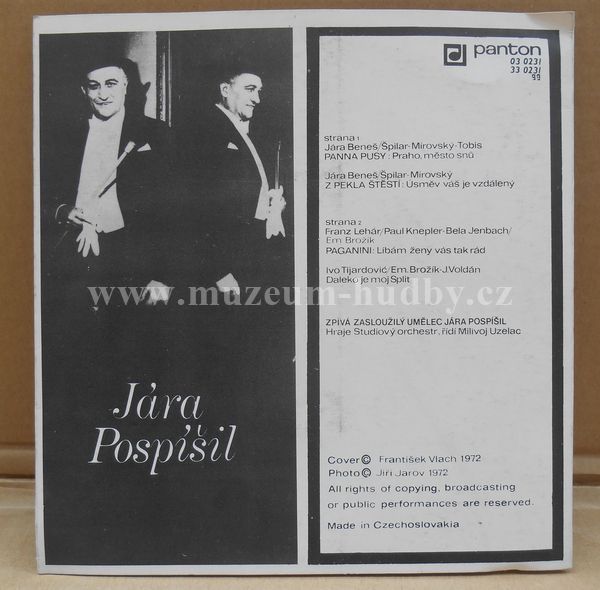 panton
03 0231
33 0231
99
strana 1
Jára Beneš/Špilar-Mírovský-Tobis
PANNA PUSY: Praho, město snů
Jára Beneš/Špilar-Mírovský
Z PEKLA ŠTĚSTÍ: Úsměv váš je vzdálený
strana 2
Franz Lehár/Paul Knepler-Bela Jenbach/
Em. Brožík
PAGANINI: Líbám ženy vás tak rád
Ivo Tijardović/Em. Brožík-J.Voldán
Daleko je moj Split
www.muzeum-hudby.cz
ZPÍVÁ ZASLOUŽILÝ UMĚLEC JÁRA POSPÍŠIL
Hraje Studiový orchestr, řídí Milivoj Uzelac
Jára
Pospíšil
Cover © František Vlach 1972
Photo © Jiří Jarov 1972
All rights of copying, broadcasting
or public performances are reserved.
Made in Czechoslovakia